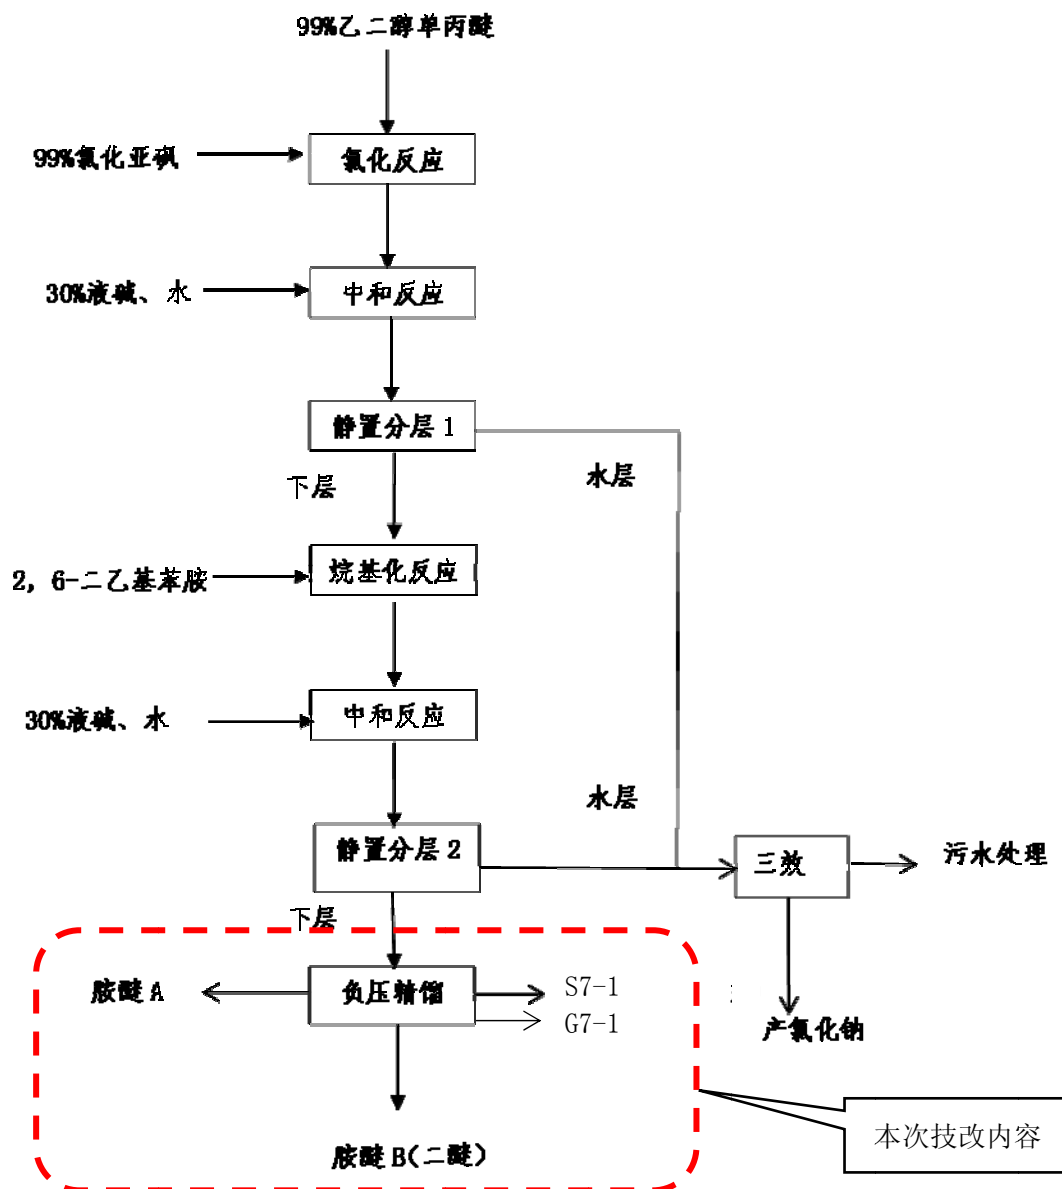 99%乙二醇单丙醚
99%氯化亚砜
氯化反应
30%液碱、水
中和反应
静置分层1
下层
水层
2, 6-二乙基苯胺
烷基化反应
30%液碱、水
中和反应
水层
静置分层2
三效
污水处理
下层
胺醚A
负压精馏
S7-1
G7-1
产氯化钠
本次技改内容
胺醚B(二醚)